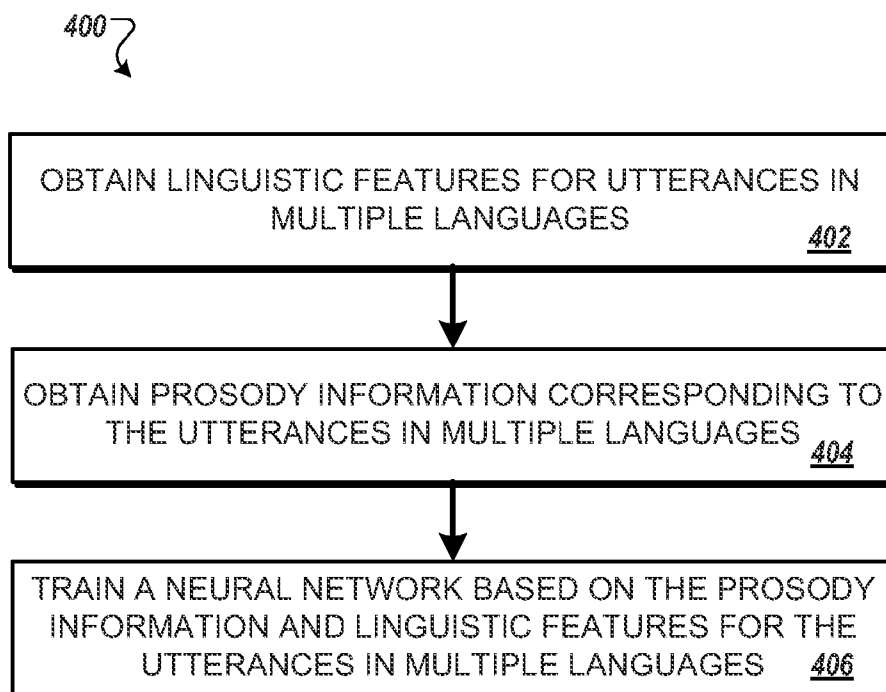 400
OBTAIN LINGUISTIC FEATURES FOR UTTERANCES IN
MULTIPLE LANGUAGES
402
OBTAIN PROSODY INFORMATION CORRESPONDING TO
THE UTTERANCES IN MULTIPLE LANGUAGES
404
TRAIN A NEURAL NETWORK BASED ON THE PROSODY
INFORMATION AND LINGUISTIC FEATURES FOR THE
UTTERANCES IN MULTIPLE LANGUAGES 406